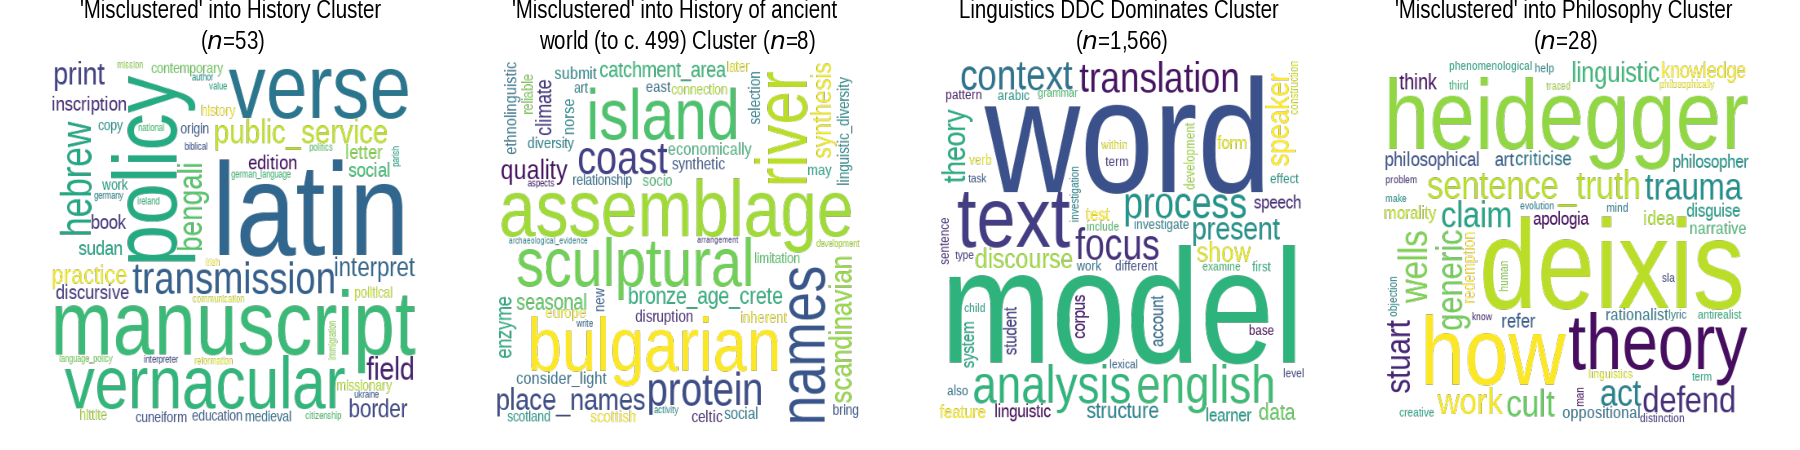 'Misclustered' into History Cluster
(n=53)
mission
contemporary
print
author
value
verse
inscription
history
policy
copy
national
origin
public_service
biblical
politics
hebrew
edition
letter
parish
german_language
social
work
germany
ireland
bengali
latin
book
sudan
irish
practice
transmission
interpret
discursive
communication
political
manuscript
immigration
language_policy
interpreter
reformation
field
vernacular
missionary
ukraine
hittite
cuneiform
education
medieval
citizenship
border
'Misclustered' into History of ancient
world (to c. 499) Cluster (n=8)
ethnolinguistic
reliable
submit
catchment_area
later
art
east
connection
climate
norse
island
selection
river
synthesis
linguistic_diversity
diversity
coast
economically
quality
synthetic
aspects
relationship
socio
may
assemblage
archaeological_evidence
arrangement
development
sculptural
limitation
names
scandinavian
seasonal
new
bronze_age_crete
enzyme
europe
write
disruption
inherent
bulgarian
consider_light
protein
place_names
activity
scotland
scottish
celtic
social
bring
Linguistics DDC Dominates Cluster
(n=1,566)
context
translation
construction
pattern
arabic
grammar
speaker
word
theory
within
development
form
verb
term
task
investigation
effect
text
test
include
process
speech
investigate
present
sentence
focus
type
discourse
show
work
different
examine
first
model
child
student
corpus
account
system
base
lexical
level
also
analysis
english
feature
linguistic
structure
learner
data
'Misclustered' into Philosophy Cluster
(n=28)
phenomenological
help
linguistic
knowledge
think
third
traced
philosophically
heidegger
philosophical
art
criticise
philosopher
problem
sentence_truth
trauma
make
evolution
mind
morality
claim
apologia
idea
disguise
narrative
wells
generic
redemption
human
deixis
sla
objection
know
refer
rationalist
lyric
antirealist
stuart
how
theory
linguistics
term
man
act
defend
work
cult
creative
oppositional
distinction